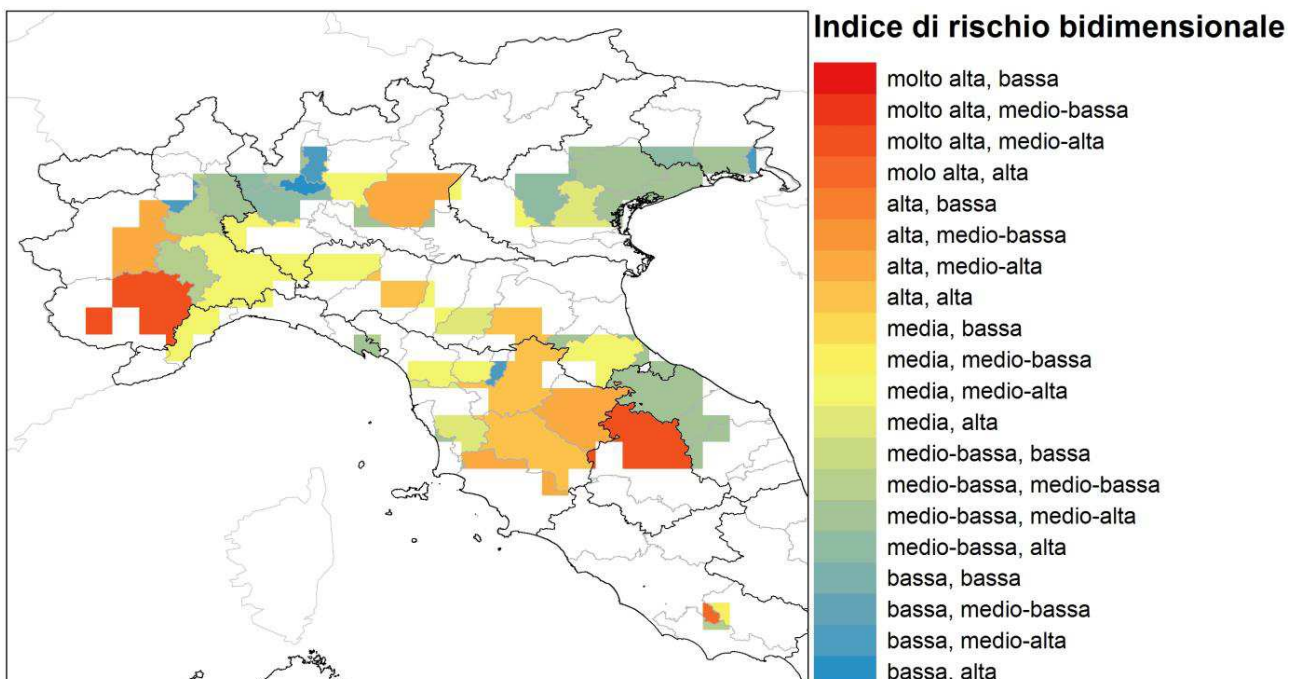 Indice di rischio bidimensionale
molto alta, bassa
molto alta, medio-bassa
molto alta, medio-alta
molo alta, alta
alta, bassa
alta, medio-bassa
alta, medio-alta
alta, alta
media, bassa
media, medio-bassa
media, medio-alta
media, alta
medio-bassa, bassa
medio-bassa, medio-bassa
medio-bassa, medio-alta
medio-bassa, alta
bassa, bassa
bassa, medio-bassa
bassa, medio-alta
bassa, alta